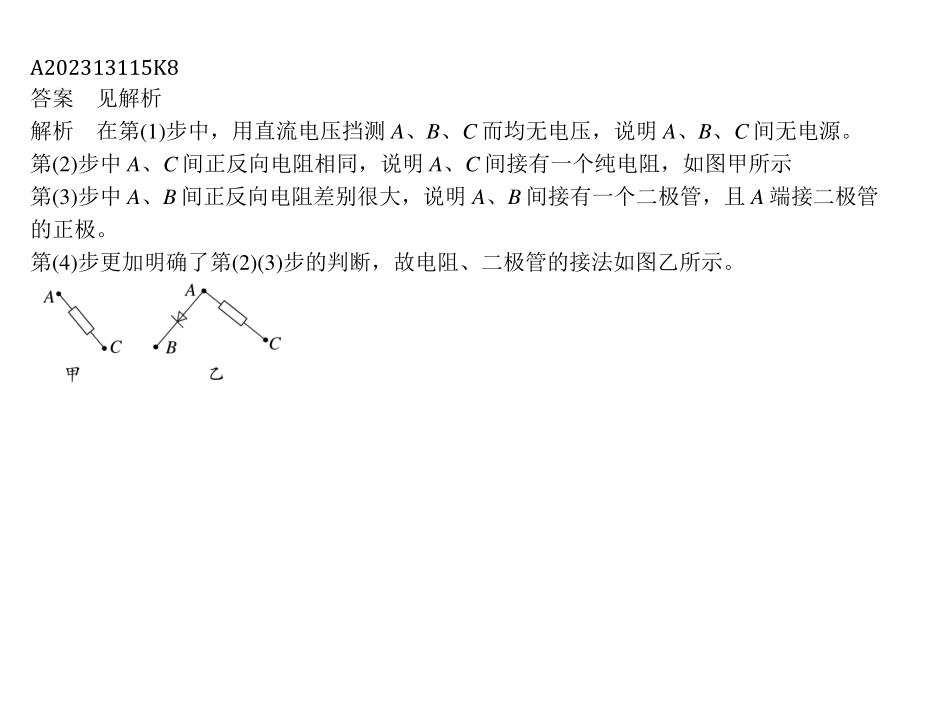 A202313115K8
答案 见解析
解析 在第(1)步中，用直流电压挡测 A、B、C 而均无电压，说明 A、B、C 间无电源。
第(2)步中 A、C 间正反向电阻相同，说明 A、C 间接有一个纯电阻，如图甲所示
第(3)步中 A、B 间正反向电阻差别很大，说明 A、B 间接有一个二极管，且 A 端接二极管
的正极。
第(4)步更加明确了第(2)(3)步的判断，故电阻、二极管的接法如图乙所示。
A A
B C
C
甲 乙